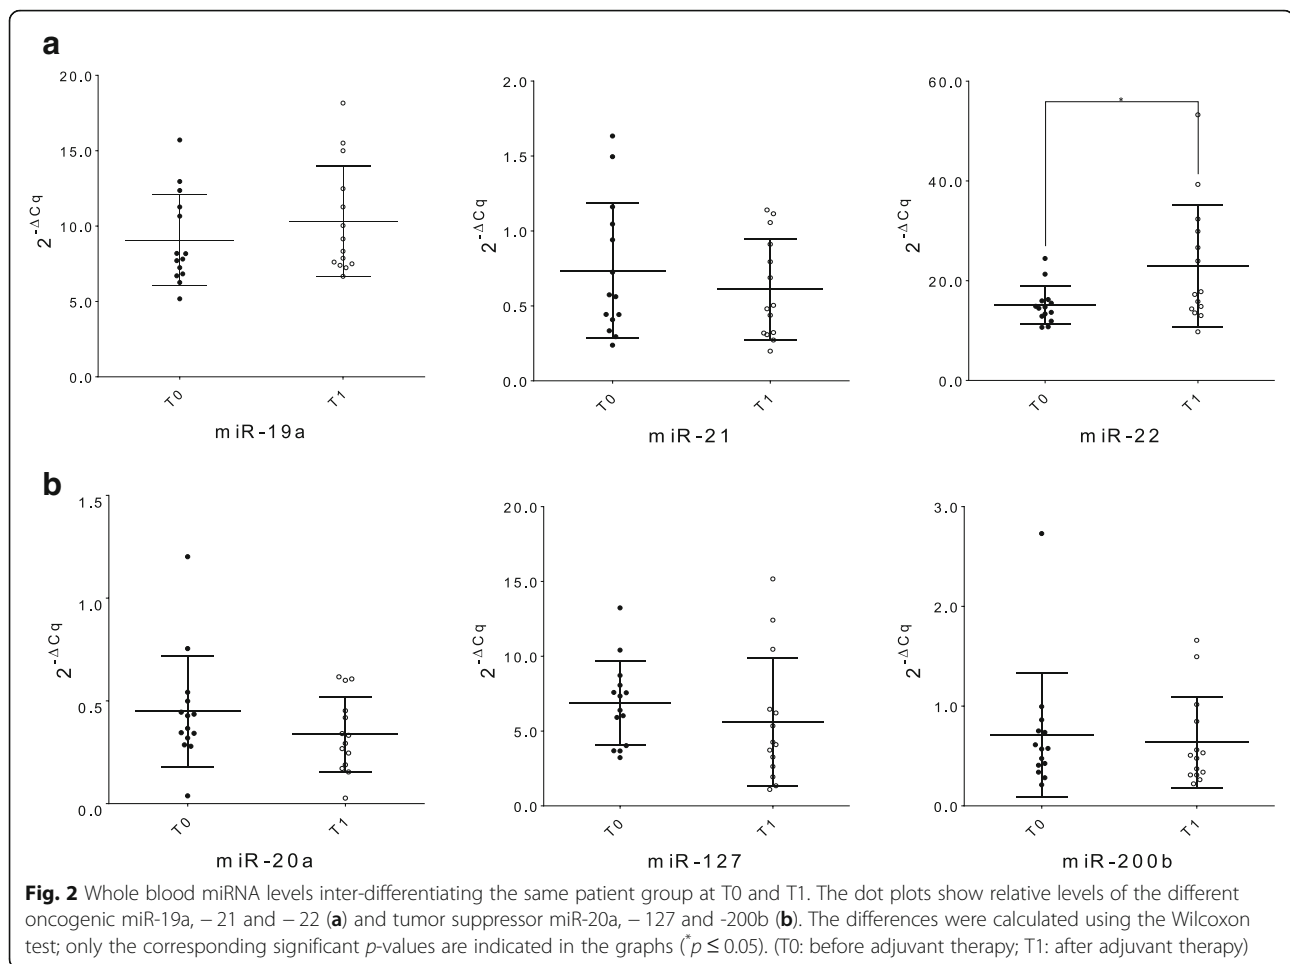 a
20.0
15.0
10.0
5.0
0.0
2^-ΔCq
T0
T1
miR-19a
2.0
1.5
1.0
0.5
0.0
2^-ΔCq
T0
T1
miR-21
60.0
40.0
20.0
0.0
2^-ΔCq
*
T0
T1
miR-22
b
1.5
1.0
0.5
0.0
2^-ΔCq
T0
T1
miR-20a
20.0
15.0
10.0
5.0
0.0
2^-ΔCq
T0
T1
miR-127
3.0
2.0
1.0
0.0
2^-ΔCq
T0
T1
miR-200b
Fig. 2 Whole blood miRNA levels inter-differentiating the same patient group at T0 and T1. The dot plots show relative levels of the different
oncogenic miR-19a, − 21 and − 22 (a) and tumor suppressor miR-20a, − 127 and -200b (b). The differences were calculated using the Wilcoxon
test; only the corresponding significant p-values are indicated in the graphs (*p ≤ 0.05). (T0: before adjuvant therapy; T1: after adjuvant therapy)